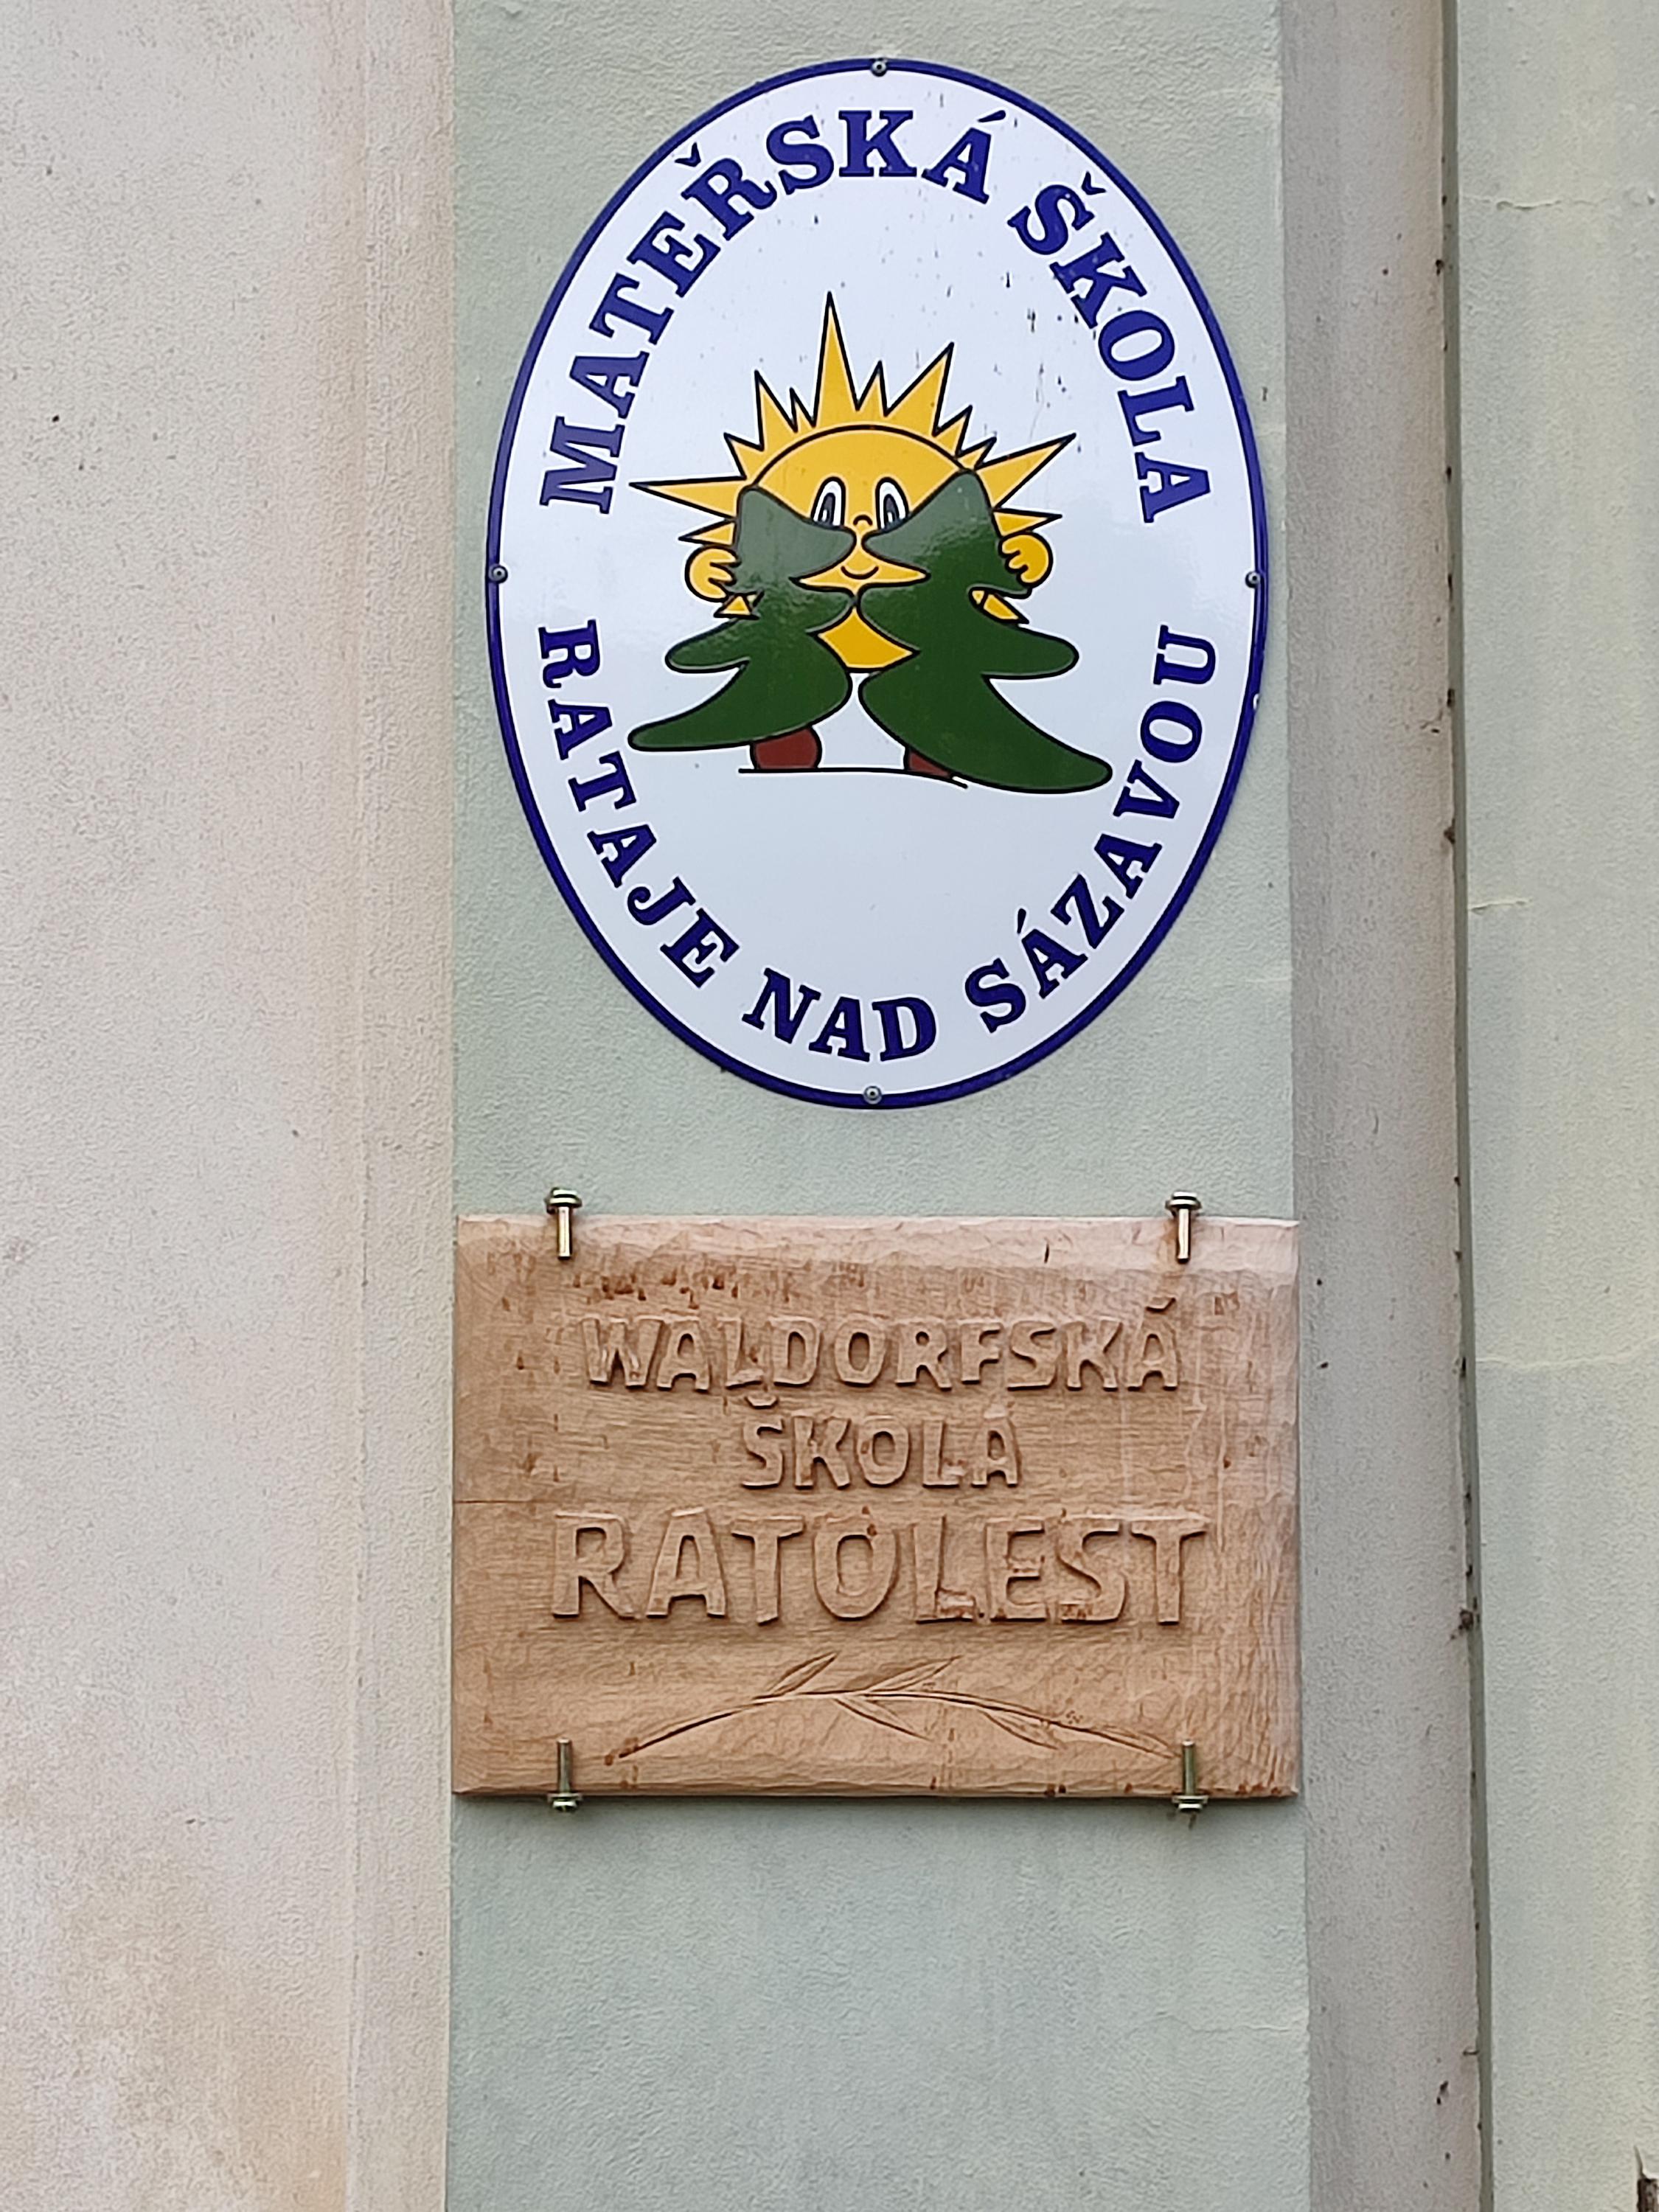 MATEŘSKÁ ŠKOLA
RATAJE NAD SÁZAVOU
WALDORFSKÁ
ŠKOLA
RATOLEST